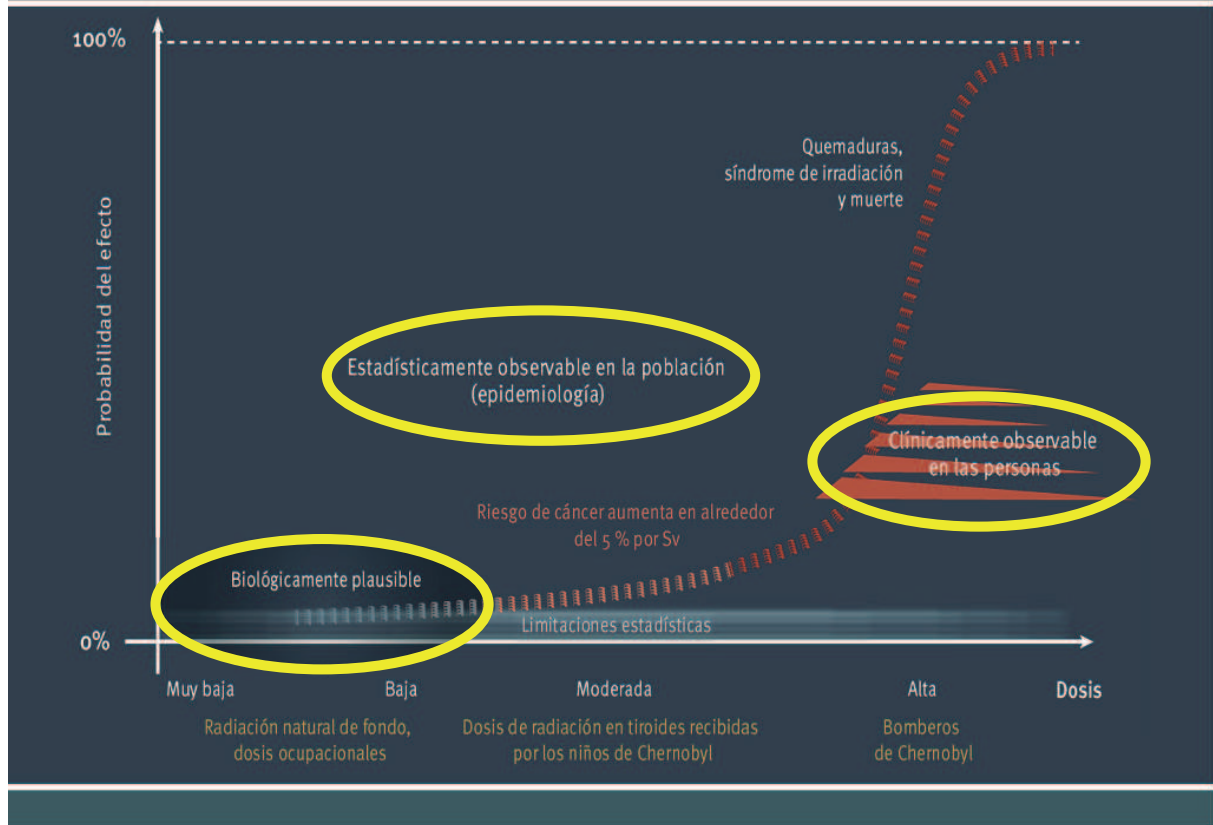 100%
Probabilidad del efecto
Quemaduras,
síndrome de irradiación
y muerte
Estadísticamente observable en la población
(epidemiología)
Clínicamente observable
en las personas
Riesgo de cáncer aumenta en alrededor
del 5 % por Sv
Biológicamente plausible
Limitaciones estadísticas
0%
Muy baja
Baja
Moderada
Alta
Dosis
Radiación natural de fondo,
dosis ocupacionales
Dosis de radiación en tiroides recibidas
por los niños de Chernobyl
Bomberos
de Chernobyl